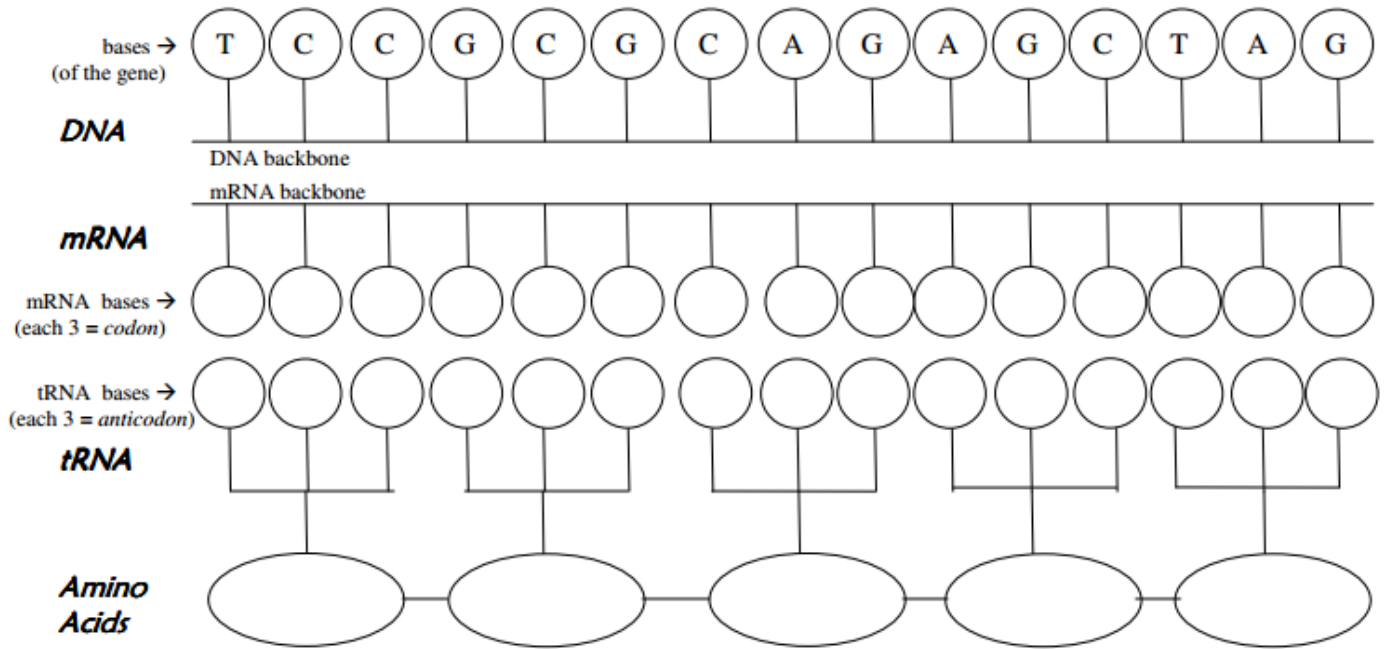 bases → T C C G C G C A G A G C T A G
(of the gene)
DNA
DNA backbone
mRNA backbone
mRNA
mRNA bases →
(each 3 = codon)
tRNA bases →
(each 3 = anticodon)
tRNA
Amino
Acids